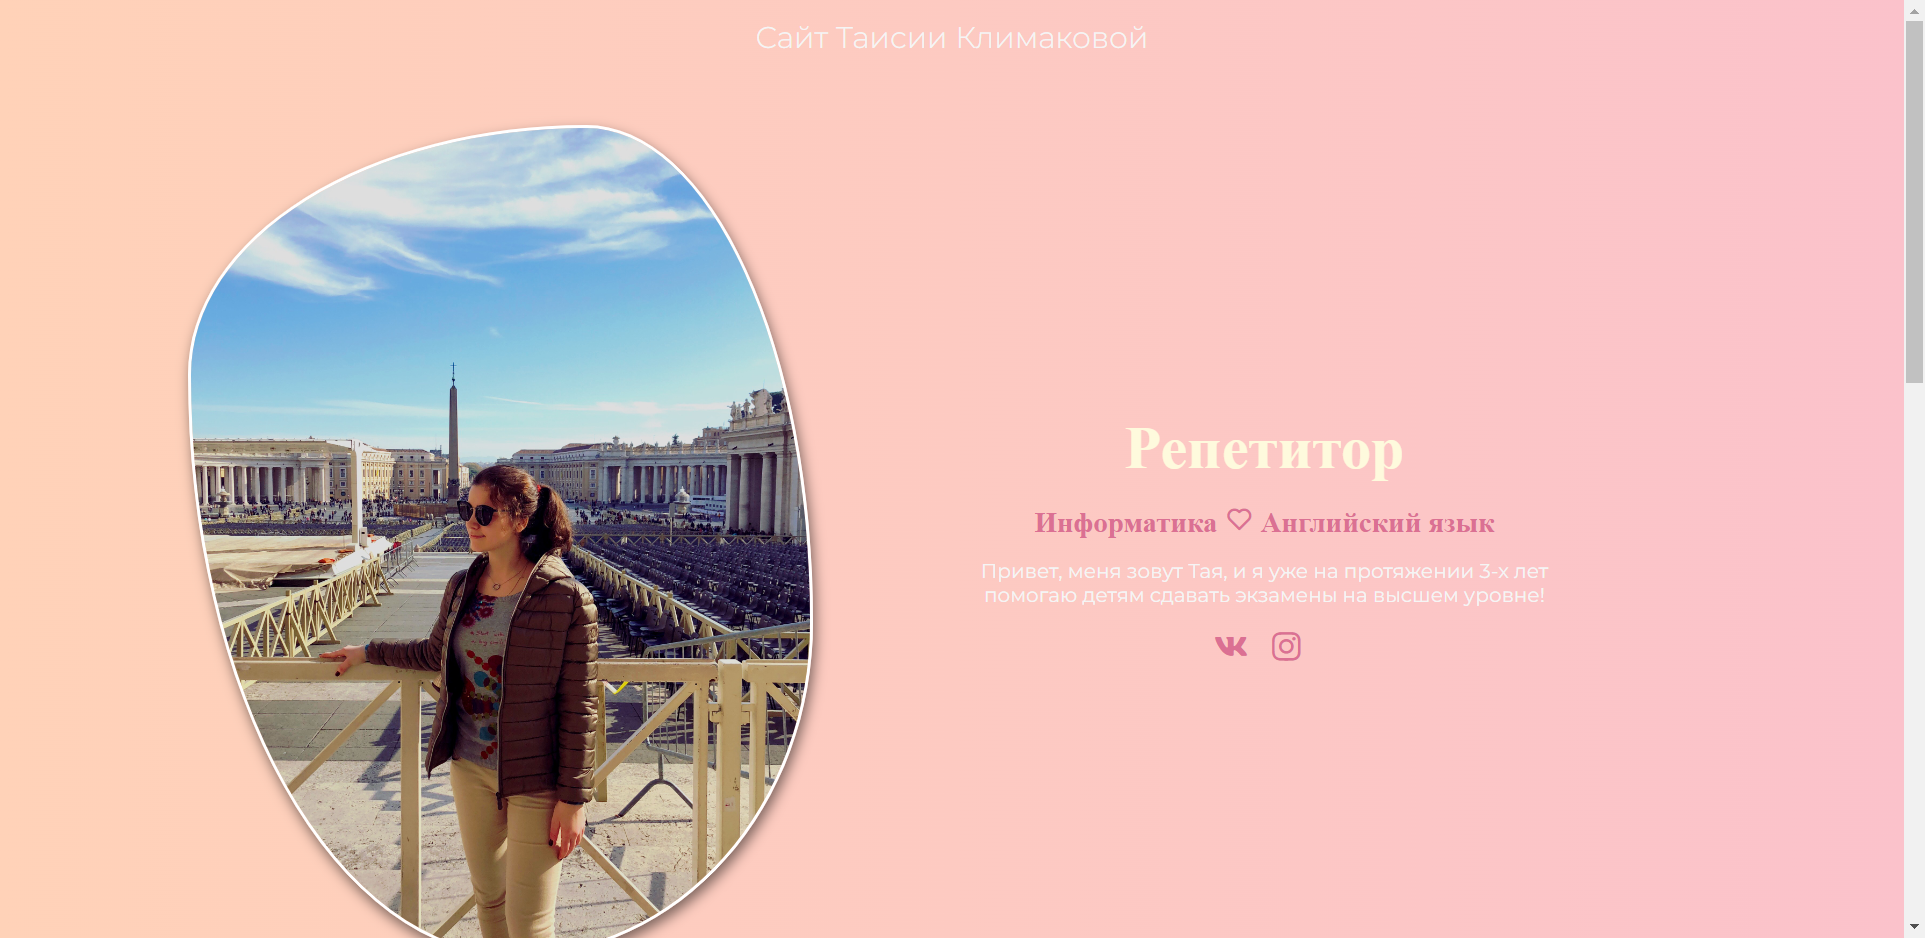 Сайт Таисии Климаковой
Репетитор
Информатика ♡ Английский язык
Привет, меня зовут Тая, и я уже на протяжении 3-х лет
помогаю детям сдавать экзамены на высшем уровне!